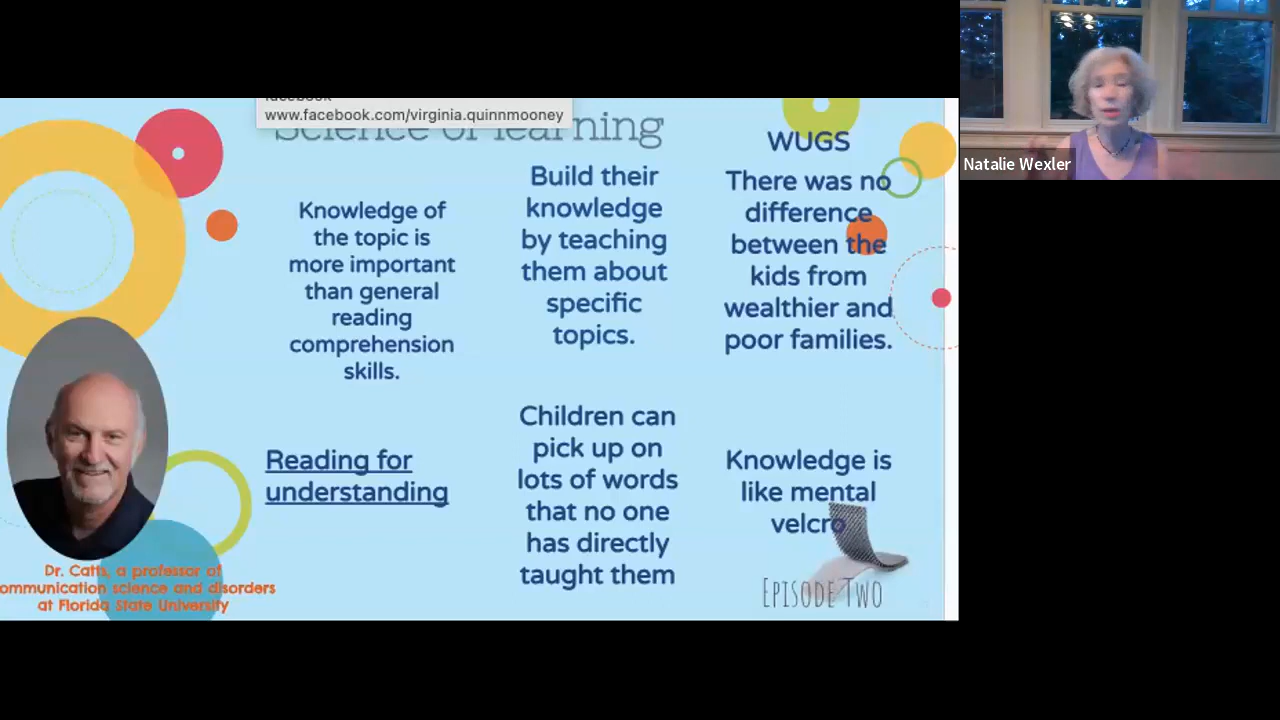 facebook
www.facebook.com/virginia.quinnmooney
Science of learning
Knowledge of
the topic is
more important
than general
reading
comprehension
skills.
Reading for
understanding
Build their
knowledge
by teaching
them about
specific
topics.
Children can
pick up on
lots of words
that no one
has directly
taught them
WUGS
There was no
difference
between the
kids from
wealthier and
poor families.
Knowledge is
like mental
velcro
EPISODE TWO
Dr. Catts, a professor of
ommunication science and disorders
at Florida State University
Natalie Wexler